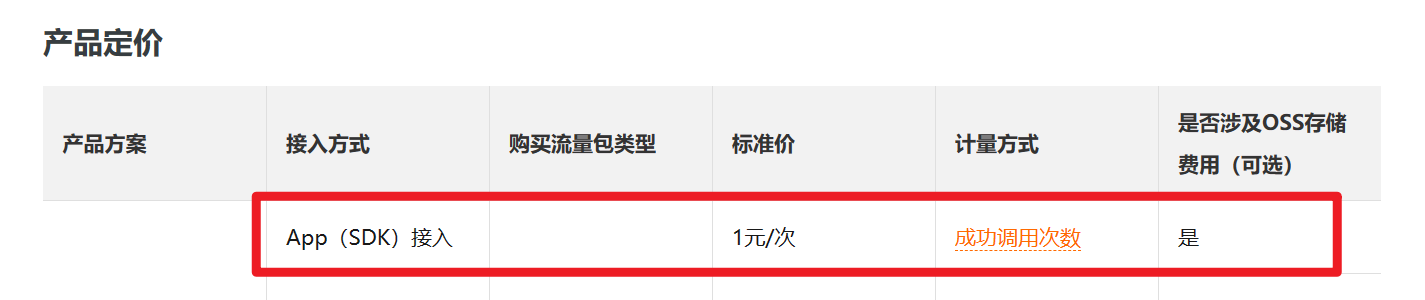 产品定价
产品方案
接入方式
购买流量包类型
标准价
计量方式
是否涉及OSS存储
费用（可选）
App（SDK）接入
1元/次
成功调用次数
是